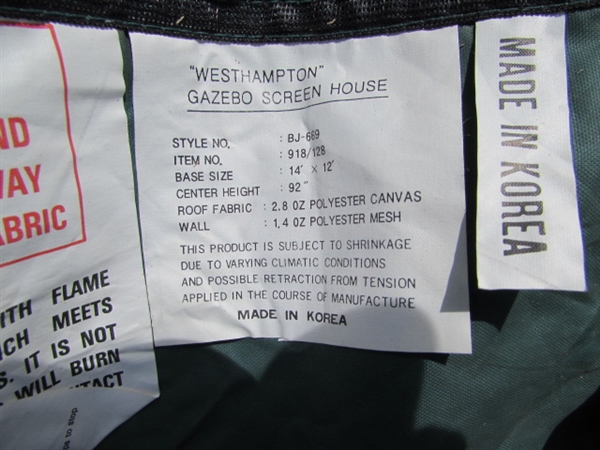 ND
WAY
ABRIC
ITH FLAME
CH MEETS
. IT IS NOT
WILL BURN
"WESTHAMPTON"
GAZEBO SCREEN HOUSE
STYLE NO. : BJ-689
ITEM NO. : 918/128
BASE SIZE : 14' x 12'
CENTER HEIGHT : 92"
ROOF FABRIC : 2.8 OZ POLYESTER CANVAS
WALL : 1,4 OZ POLYESTER MESH
THIS PRODUCT IS SUBJECT TO SHRINKAGE
DUE TO VARYING CLIMATIC CONDITIONS
AND POSSIBLE RETRACTION FROM TENSION
APPLIED IN THE COURSE OF MANUFACTURE
MADE IN KOREA
MADE IN KOREA